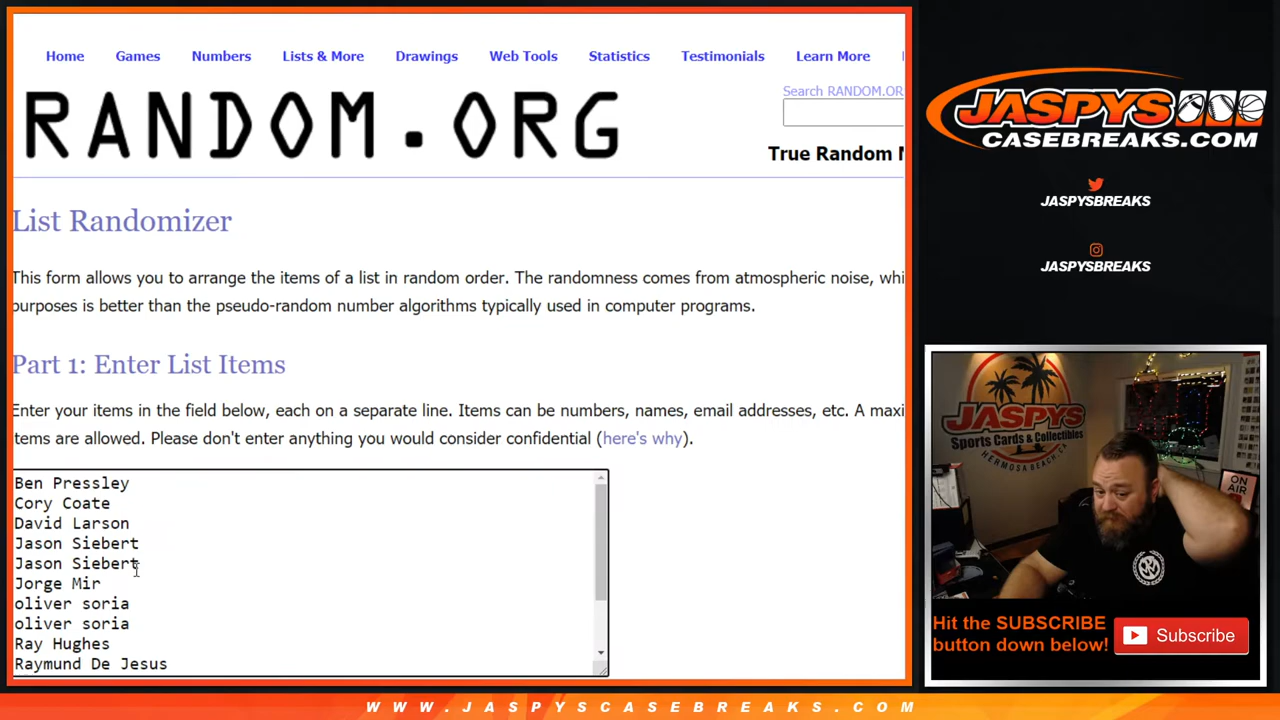 Home Games Numbers Lists & More Drawings Web Tools Statistics Testimonials Learn More
RANDOM.ORG
Search RANDOM.OR
True Random
List Randomizer
This form allows you to arrange the items of a list in random order. The randomness comes from atmospheric noise, whi
purposes is better than the pseudo-random number algorithms typically used in computer programs.
Part 1: Enter List Items
Enter your items in the field below, each on a separate line. Items can be numbers, names, email addresses, etc. A maxi
items are allowed. Please don't enter anything you would consider confidential (here's why).
Ben Pressley
Cory Coate
David Larson
Jason Siebert
Jason Siebert
Jorge Mir
oliver soria
oliver soria
Ray Hughes
Raymund De Jesus
JASPYS
CASEBREAKS.COM
JASPYSBREAKS
JASPYSBREAKS
JASPYS
Sports Cards & Collectibles
HERMOSA BEACH, CA
ON
AIR
Hit the SUBSCRIBE
button down below!
Subscribe
WWW.JASPYSCASEBREAKS.COM